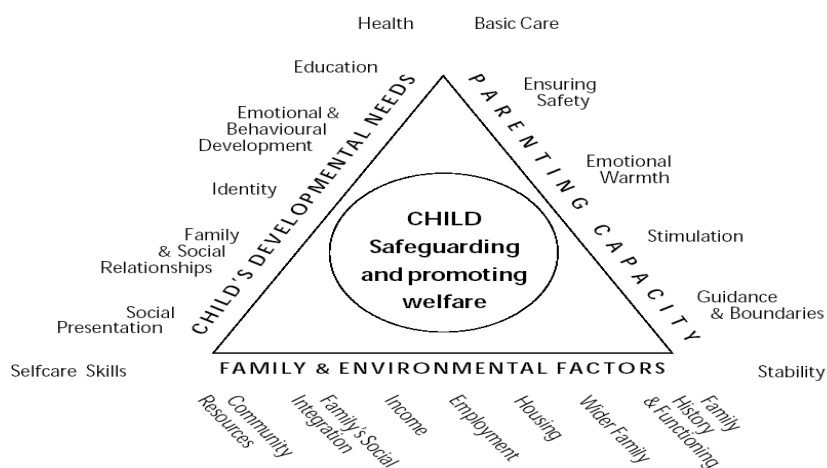 Health
Basic Care
Education
Ensuring
Safety
Emotional &
Behavioural
Development
Emotional
Warmth
Identity
Family
& Social
Relationships
Stimulation
Social
Presentation
Guidance
& Boundaries
Selfcare Skills
Stability
CHILD'S DEVELOPMENTAL NEEDS
PARENTING CAPACITY
CHILD
Safeguarding
and promoting
welfare
FAMILY & ENVIRONMENTAL FACTORS
Community
Resources
Family's Social
Integration
Income
Employment
Housing
Wider Family
Family
History
& Functioning